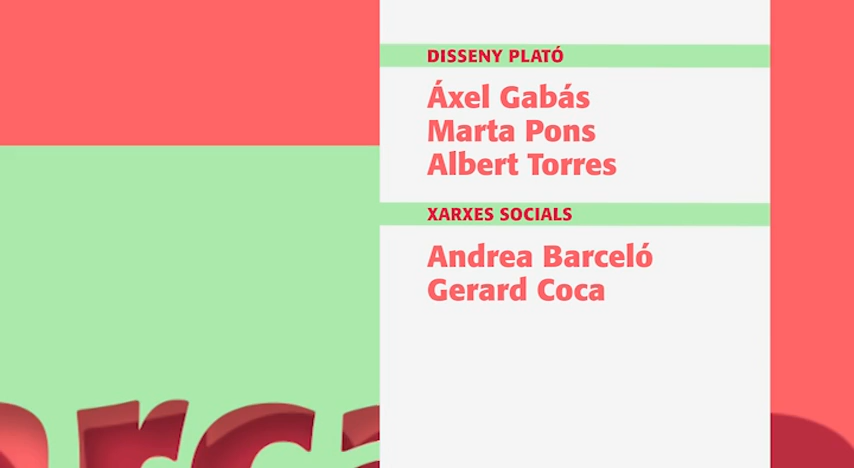 DISSENY PLATÓ
Áxel Gabás
Marta Pons
Albert Torres
XARXES SOCIALS
Andrea Barceló
Gerard Coca